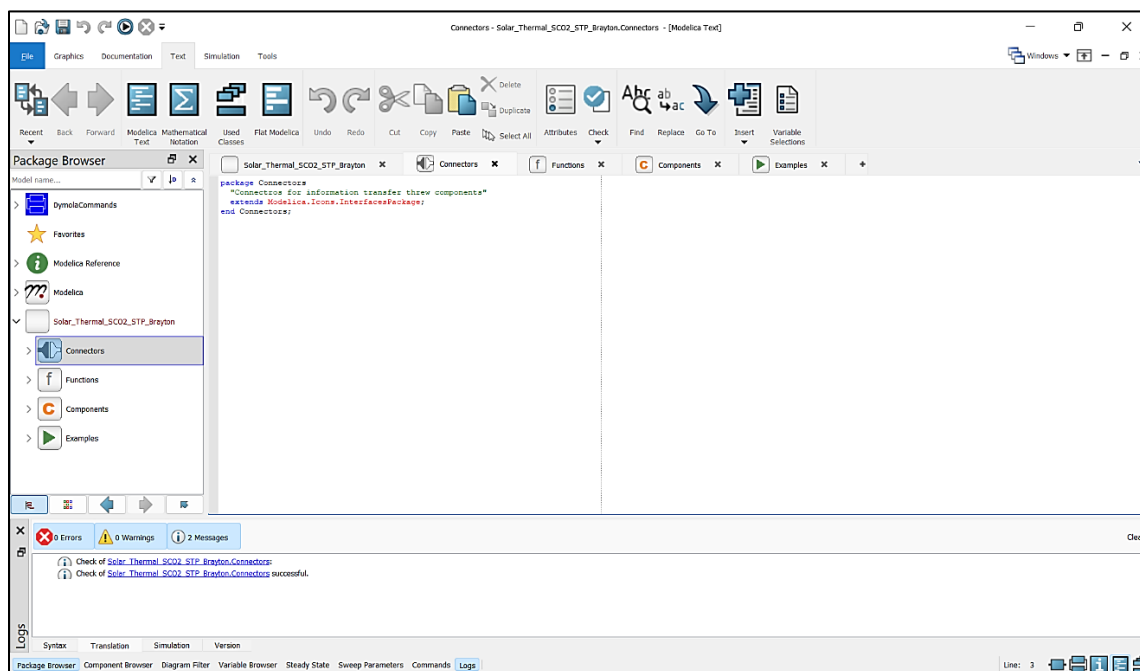 Connectors - Solar_Thermal_SCO2_STP_Brayton.Connectors - [Modelica Text]
File Graphics Documentation Text Simulation Tools Windows
Recent Back Forward Modelica Text Mathematical Notation Used Classes Flat Modelica Undo Redo Cut Copy Paste Delete Duplicate Select All Attributes Check Find Replace Go To Insert Variable Selections
Package Browser
Solar_Thermal_SCO2_STP_Brayton Connectors Functions Components Examples
Model name...
package Connectors
"Connectros for information transfer threw components"
extends Modelica.Icons.InterfacesPackage;
end Connectors;
DymolaCommands
Favorites
Modelica Reference
Modelica
Solar_Thermal_SCO2_STP_Brayton
Connectors
Functions
Components
Examples
0 Errors 0 Warnings 2 Messages Clea
Check of Solar_Thermal_SCO2_STP_Brayton.Connectors:
Check of Solar_Thermal_SCO2_STP_Brayton.Connectors successful.
Logs
Syntax Translation Simulation Version
Package Browser Component Browser Diagram Filter Variable Browser Steady State Sweep Parameters Commands Logs Line: 3